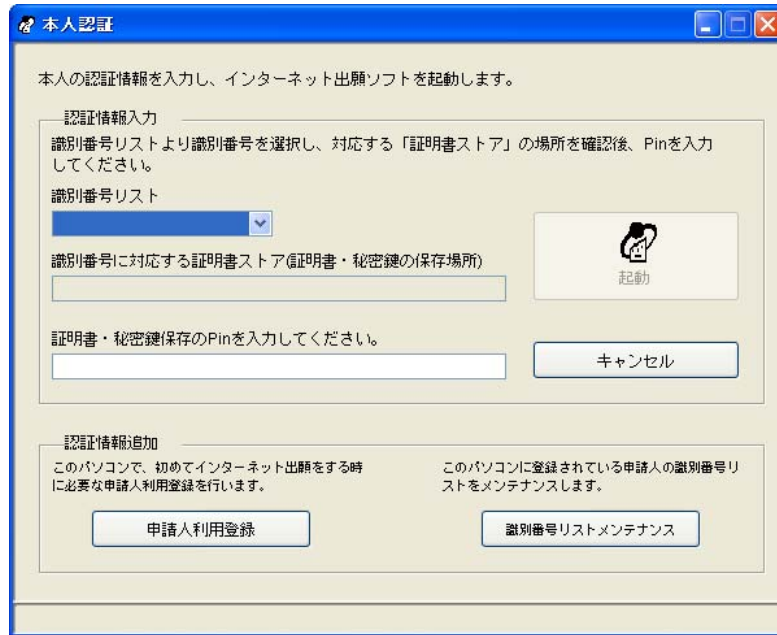 本人認証
本人の認証情報を入力し、インターネット出願ソフトを起動します。
認証情報入力
識別番号リストより識別番号を選択し、対応する「証明書ストア」の場所を確認後、Pinを入力
してください。
識別番号リスト
識別番号に対応する証明書ストア(証明書・秘密鍵の保存場所)
起動
証明書・秘密鍵保存のPinを入力してください。
キャンセル
認証情報追加
このパソコンで、初めてインターネット出願をする時
に必要な申請人利用登録を行います。
申請人利用登録
このパソコンに登録されている申請人の識別番号リ
ストをメンテナンスします。
識別番号リストメンテナンス